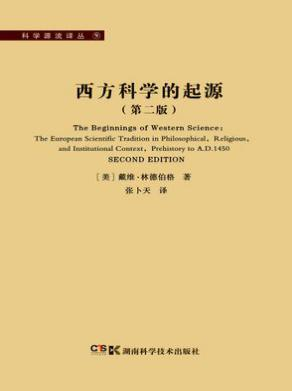 科学源流译丛 ⑨
西方科学的起源
（第二版）
The Beginnings of Western Science:
The European Scientific Tradition in Philosophical, Religious,
and Institutional Context, Prehistory to A.D.1450
SECOND EDITION
［美］戴维·林德伯格 著
张卜天 译
CS 湖南科学技术出版社